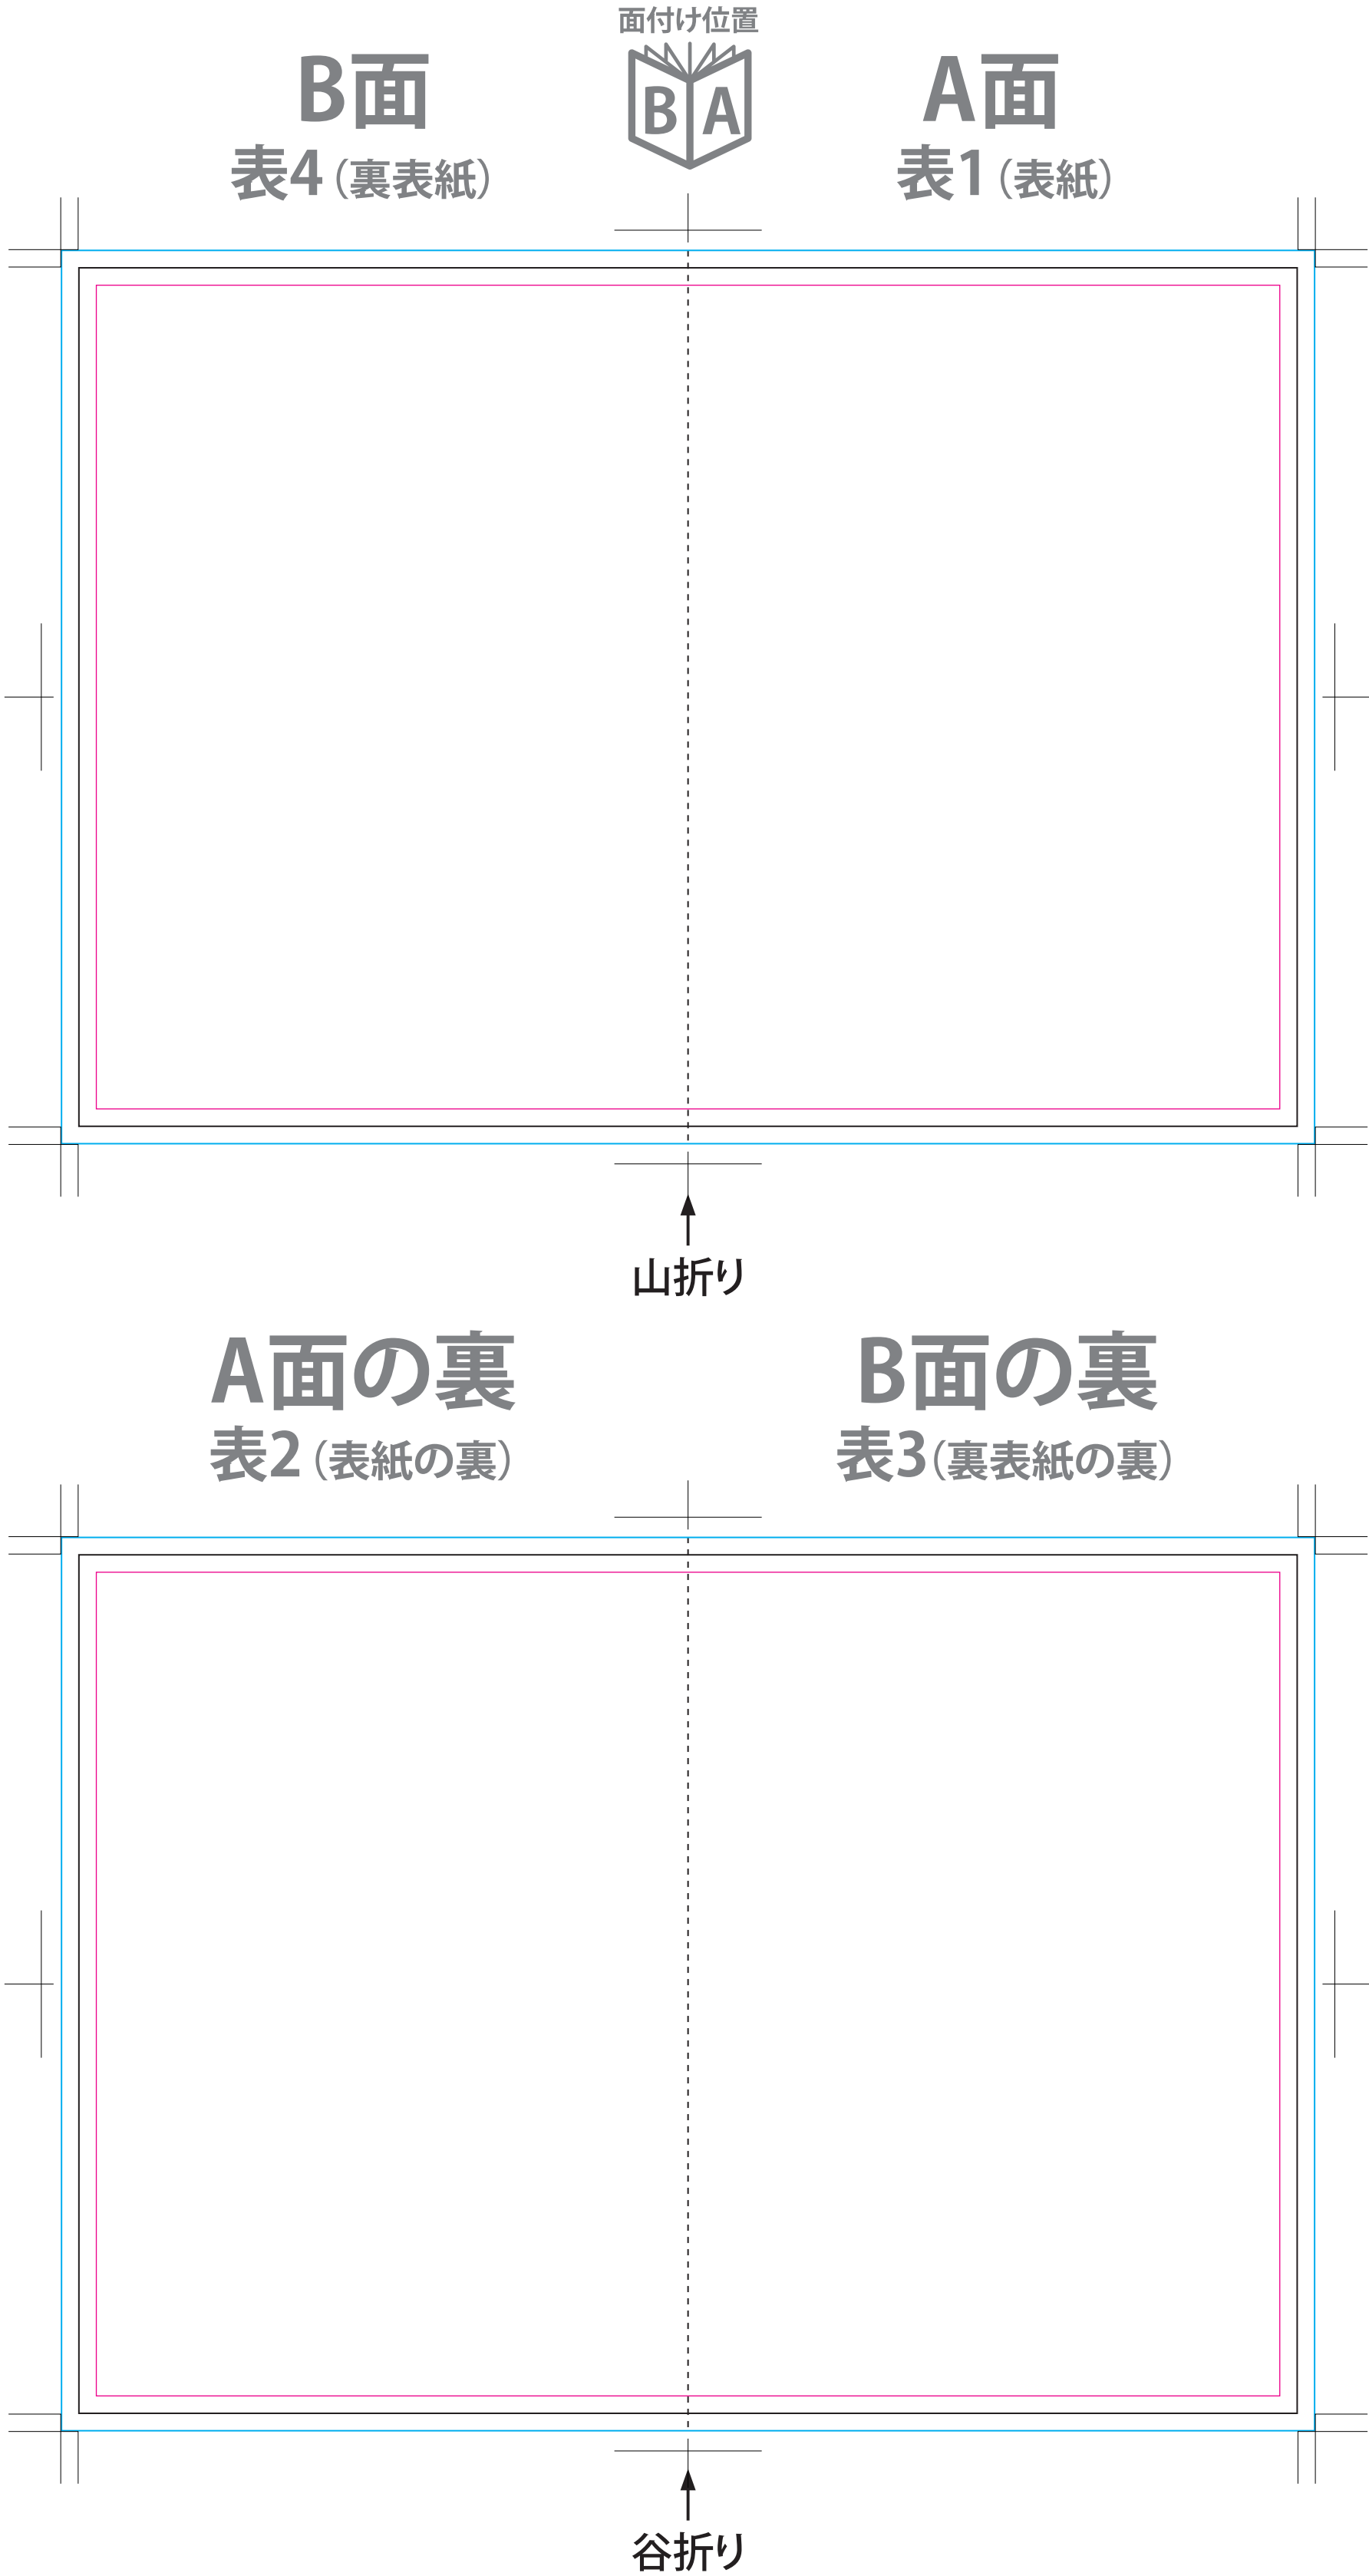 面付け位置
B面
表4（裏表紙）
B A
A面
表1（表紙）
山折り
A面の裏
表2（表紙の裏）
B面の裏
表3（裏表紙の裏）
谷折り